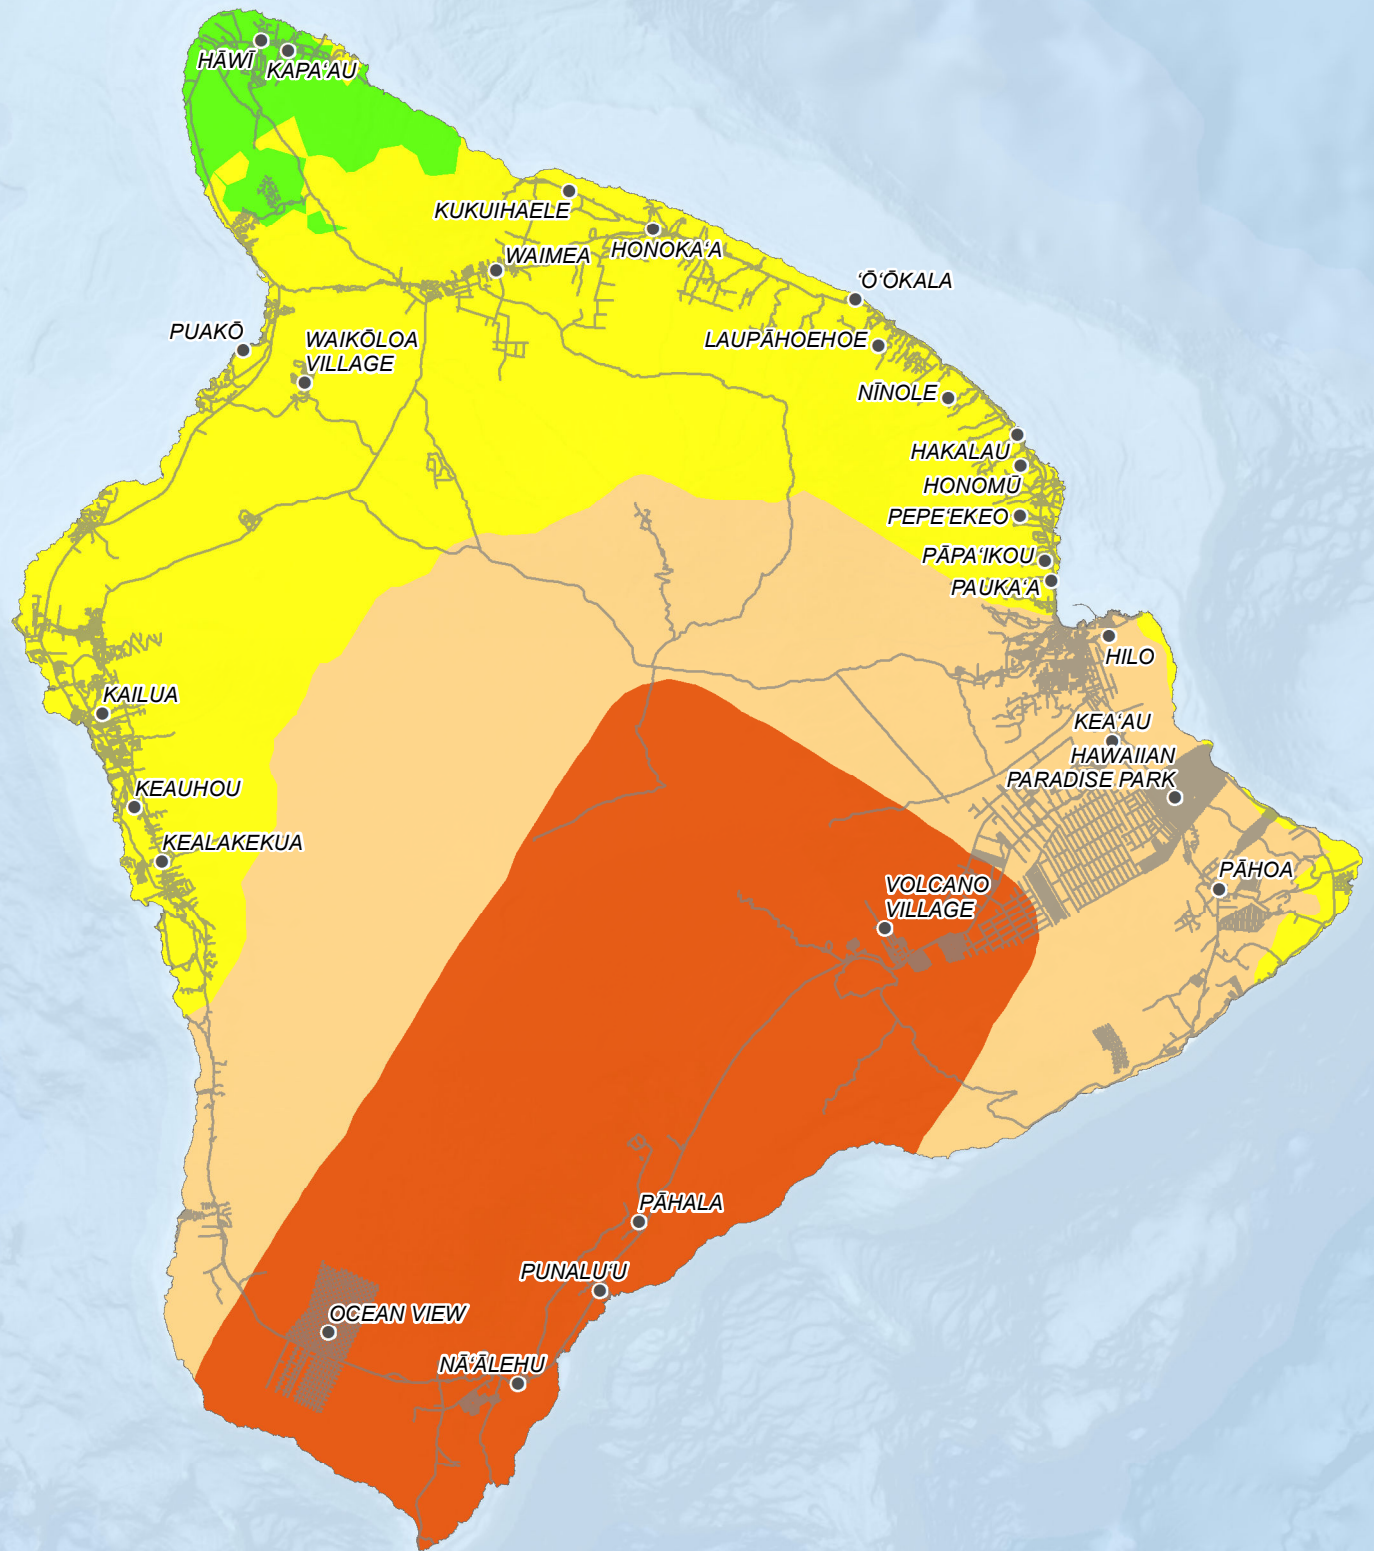 HĀWĪ
KAPAʻAU
KUKUIHAELE
HONOKAʻA
WAIMEA
ʻŌʻŌKALA
PUAKŌ
WAIKŌLOA
VILLAGE
LAUPĀHOEHOE
NĪNOLE
HAKALAU
HONOMŪ
PEPEʻEKEO
PĀPAʻIKOU
PAUKAʻA
HILO
KAILUA
KEAʻAU
HAWAIIAN
PARADISE PARK
KEAUHOU
KEALAKEKUA
PĀHOA
VOLCANO
VILLAGE
PĀHALA
PUNALUʻU
OCEAN VIEW
NĀʻĀLEHU